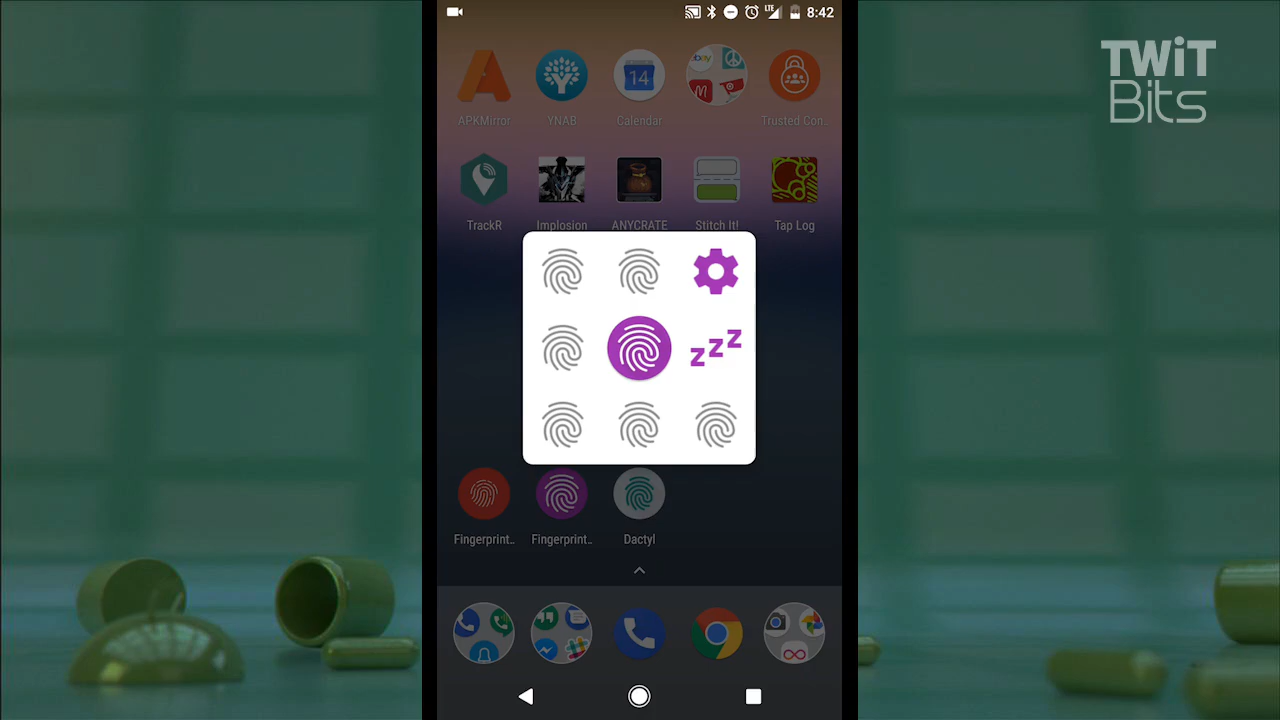 8:42
LTE
TWiT
Bits
14
APKMirror
YNAB
Calendar
Trusted Con..
TrackR
Implosion
ANYCRATE
Stitch It!
Tap Log
z z z
Fingerprint..
Fingerprint..
Dactyl